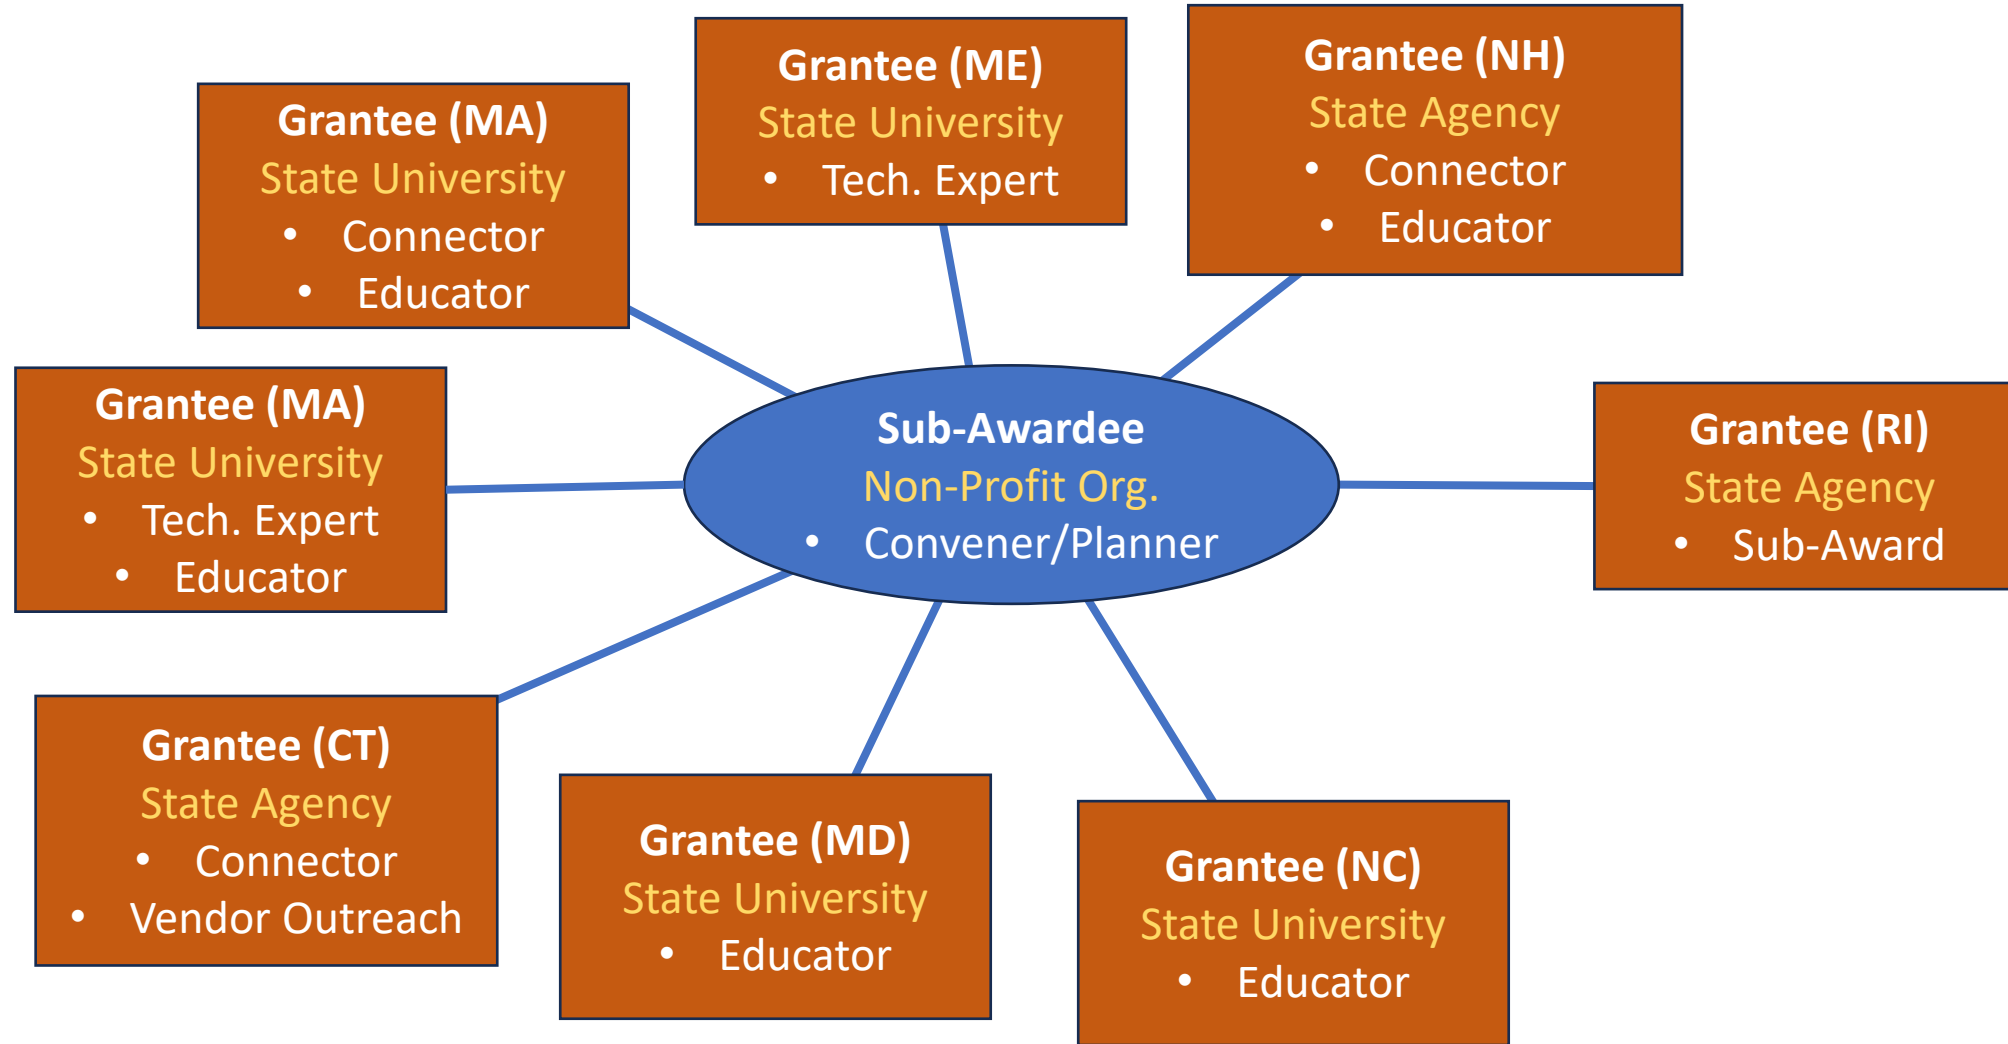 Grantee (MA)
State University
• Connector
• Educator
Grantee (ME)
State University
• Tech. Expert
Grantee (NH)
State Agency
• Connector
• Educator
Grantee (MA)
State University
• Tech. Expert
• Educator
Sub-Awardee
Non-Profit Org.
• Convener/Planner
Grantee (RI)
State Agency
• Sub-Award
Grantee (CT)
State Agency
• Connector
• Vendor Outreach
Grantee (MD)
State University
• Educator
Grantee (NC)
State University
• Educator